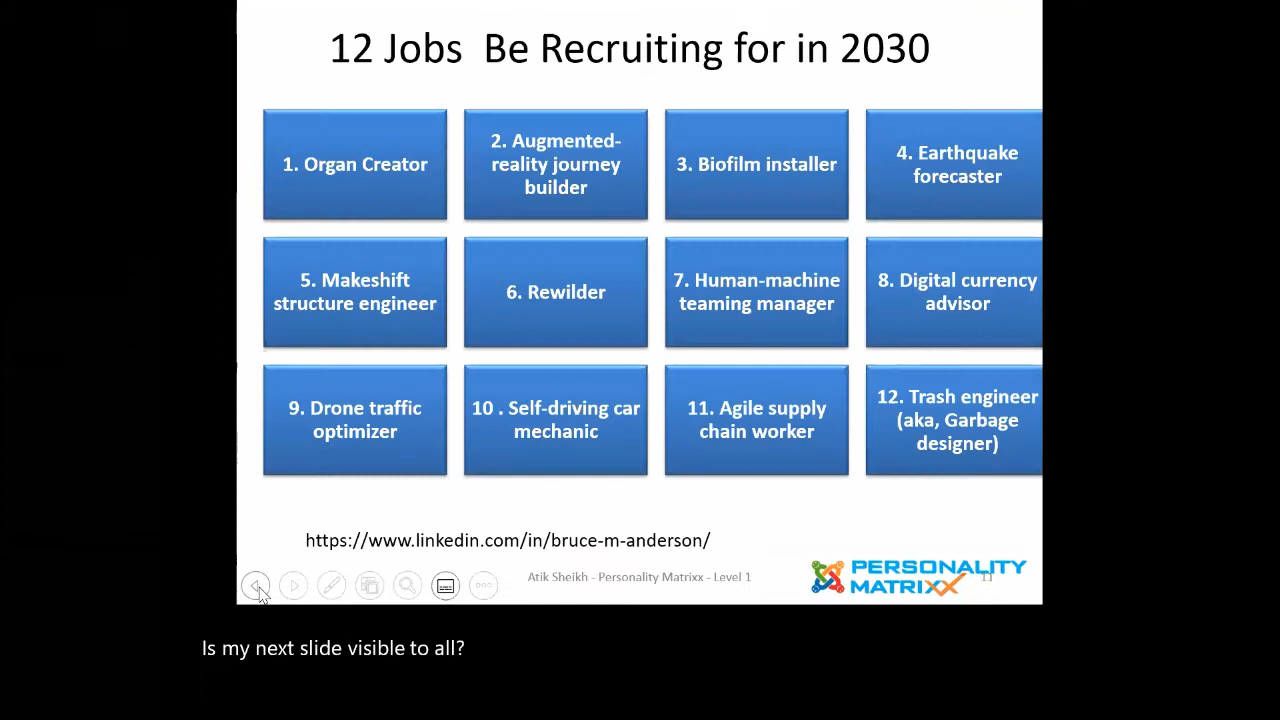 12 Jobs  Be Recruiting for in 2030
1. Organ Creator
2. Augmented-
reality journey
builder
3. Biofilm installer
4. Earthquake
forecaster
5. Makeshift
structure engineer
6. Rewilder
7. Human-machine
teaming manager
8. Digital currency
advisor
9. Drone traffic
optimizer
10 . Self-driving car
mechanic
11. Agile supply
chain worker
12. Trash engineer
(aka, Garbage
designer)
https://www.linkedin.com/in/bruce-m-anderson/
Atik Sheikh - Personality Matrixx - Level 1
PERSONALITY
MATRIXX
11
Is my next slide visible to all?